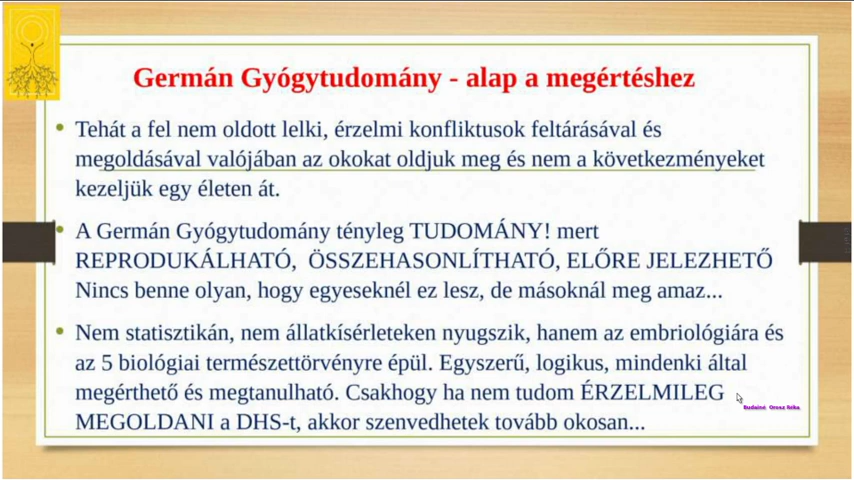 Germán Gyógytudomány - alap a megértéshez
Tehát a fel nem oldott lelki, érzelmi konfliktusok feltárásával és
megoldásával valójában az okokat oldjuk meg és nem a következményeket
kezeljük egy életen át.
A Germán Gyógytudomány tényleg TUDOMÁNY! mert
REPRODUKÁLHATÓ, ÖSSZEHASONLÍTHATÓ, ELŐRE JELEZHETŐ
Nincs benne olyan, hogy egyeseknél ez lesz, de másoknál meg amaz...
Nem statisztikán, nem állatkísérleteken nyugszik, hanem az embriológiára és
az 5 biológiai természettörvényre épül. Egyszerű, logikus, mindenki által
megérthető és megtanulható. Csakhogy ha nem tudom ÉRZELMILEG
MEGOLDANI a DHS-t, akkor szenvedhetek tovább okosan...
Budainé Orosz Réka